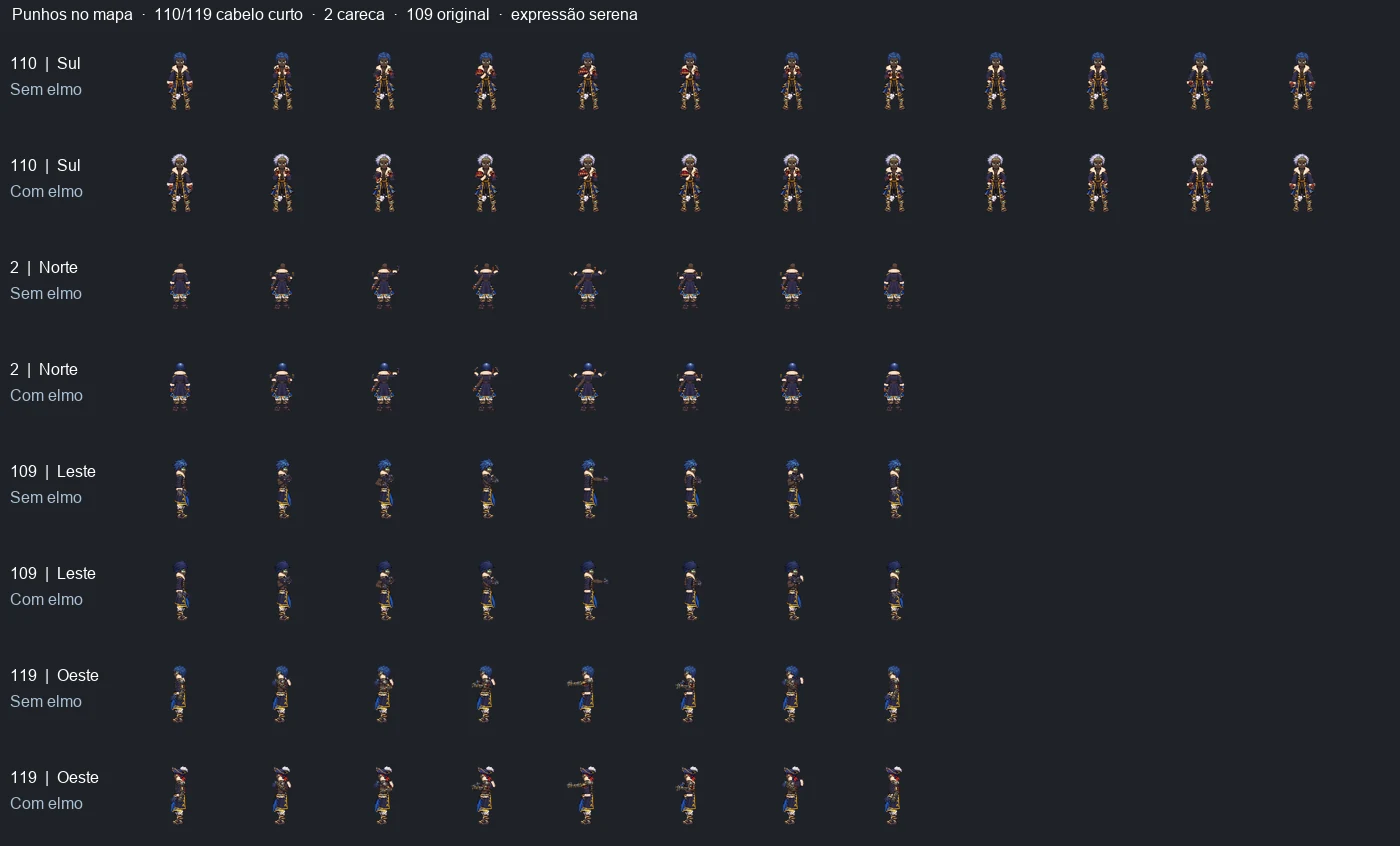 Punhos no mapa · 110/119 cabelo curto · 2 careca · 109 original · expressão serena
110 | Sul
Sem elmo
110 | Sul
Com elmo
2 | Norte
Sem elmo
2 | Norte
Com elmo
109 | Leste
Sem elmo
109 | Leste
Com elmo
119 | Oeste
Sem elmo
119 | Oeste
Com elmo